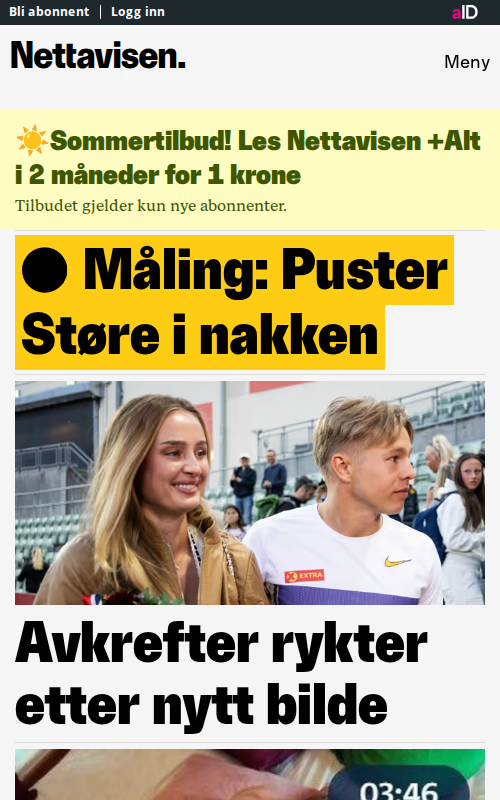 Bli abonnent
Logg inn
aID
Nettavisen.
Meny
☀️Sommertilbud! Les Nettavisen +Alt
i 2 måneder for 1 krone
Tilbudet gjelder kun nye abonnenter.
● Måling: Puster
Støre i nakken
EXTRA
Avkrefter rykter
etter nytt bilde
03:46